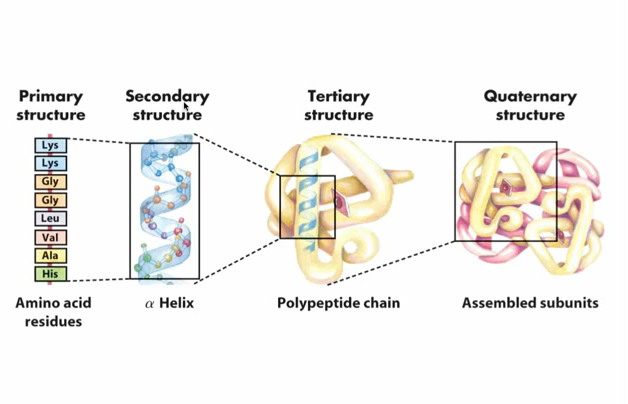 Primary
structure
Secondary
structure
Tertiary
structure
Quaternary
structure
Lys
Lys
Gly
Gly
Leu
Val
Ala
His
Amino acid
residues
α Helix
Polypeptide chain
Assembled subunits